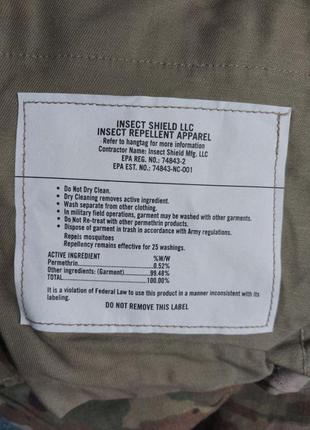 INSECT SHIELD LLC
INSECT REPELLENT APPAREL
Refer to hangtag for more information
Contractor Name: Insect Shield Mfg. LLC
EPA REG. NO.: 74843-2
EPA EST. NO.: 74843-NC-001
• Do Not Dry Clean.
• Dry Cleaning removes active ingredient.
• Wash separate from other clothing.
• In military field operations, garment may be washed with other garments.
• Do Not Re-treat with other permethrin products.
• Dispose of garment in trash in accordance with Army regulations.
Repels mosquitoes
Repellency remains effective for 25 washings.
ACTIVE INGREDIENT %W/W
Permethrin 0.52%
Other ingredients: (Garment) 99.48%
TOTAL 100.00%
It is a violation of Federal Law to use this product in a manner inconsistent with its
labeling.
DO NOT REMOVE THIS LABEL